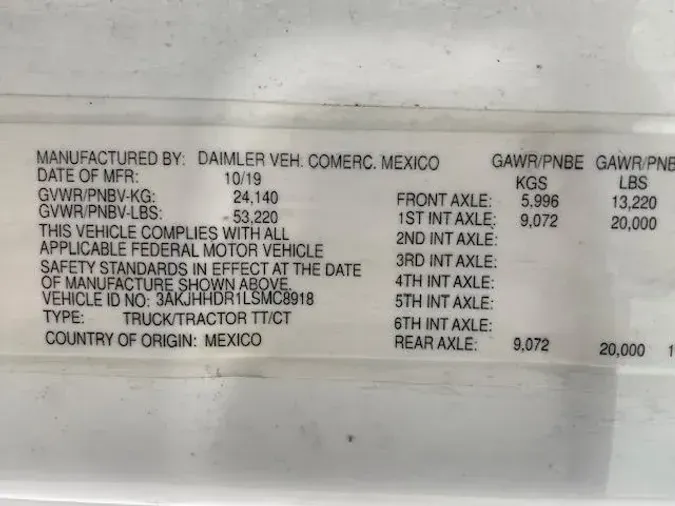 MANUFACTURED BY: DAIMLER VEH. COMERC. MEXICO
DATE OF MFR: 10/19
GVWR/PNBV-KG: 24,140
GVWR/PNBV-LBS: 53,220
THIS VEHICLE COMPLIES WITH ALL
APPLICABLE FEDERAL MOTOR VEHICLE
SAFETY STANDARDS IN EFFECT AT THE DATE
OF MANUFACTURE SHOWN ABOVE.
VEHICLE ID NO: 3AKJHHDR1LSMC8918
TYPE: TRUCK/TRACTOR TT/CT
COUNTRY OF ORIGIN: MEXICO
GAWR/PNBE GAWR/PNB
KGS LBS
FRONT AXLE: 5,996 13,220
1ST INT AXLE: 9,072 20,000
2ND INT AXLE:
3RD INT AXLE:
4TH INT AXLE:
5TH INT AXLE:
6TH INT AXLE:
REAR AXLE: 9,072 20,000 1